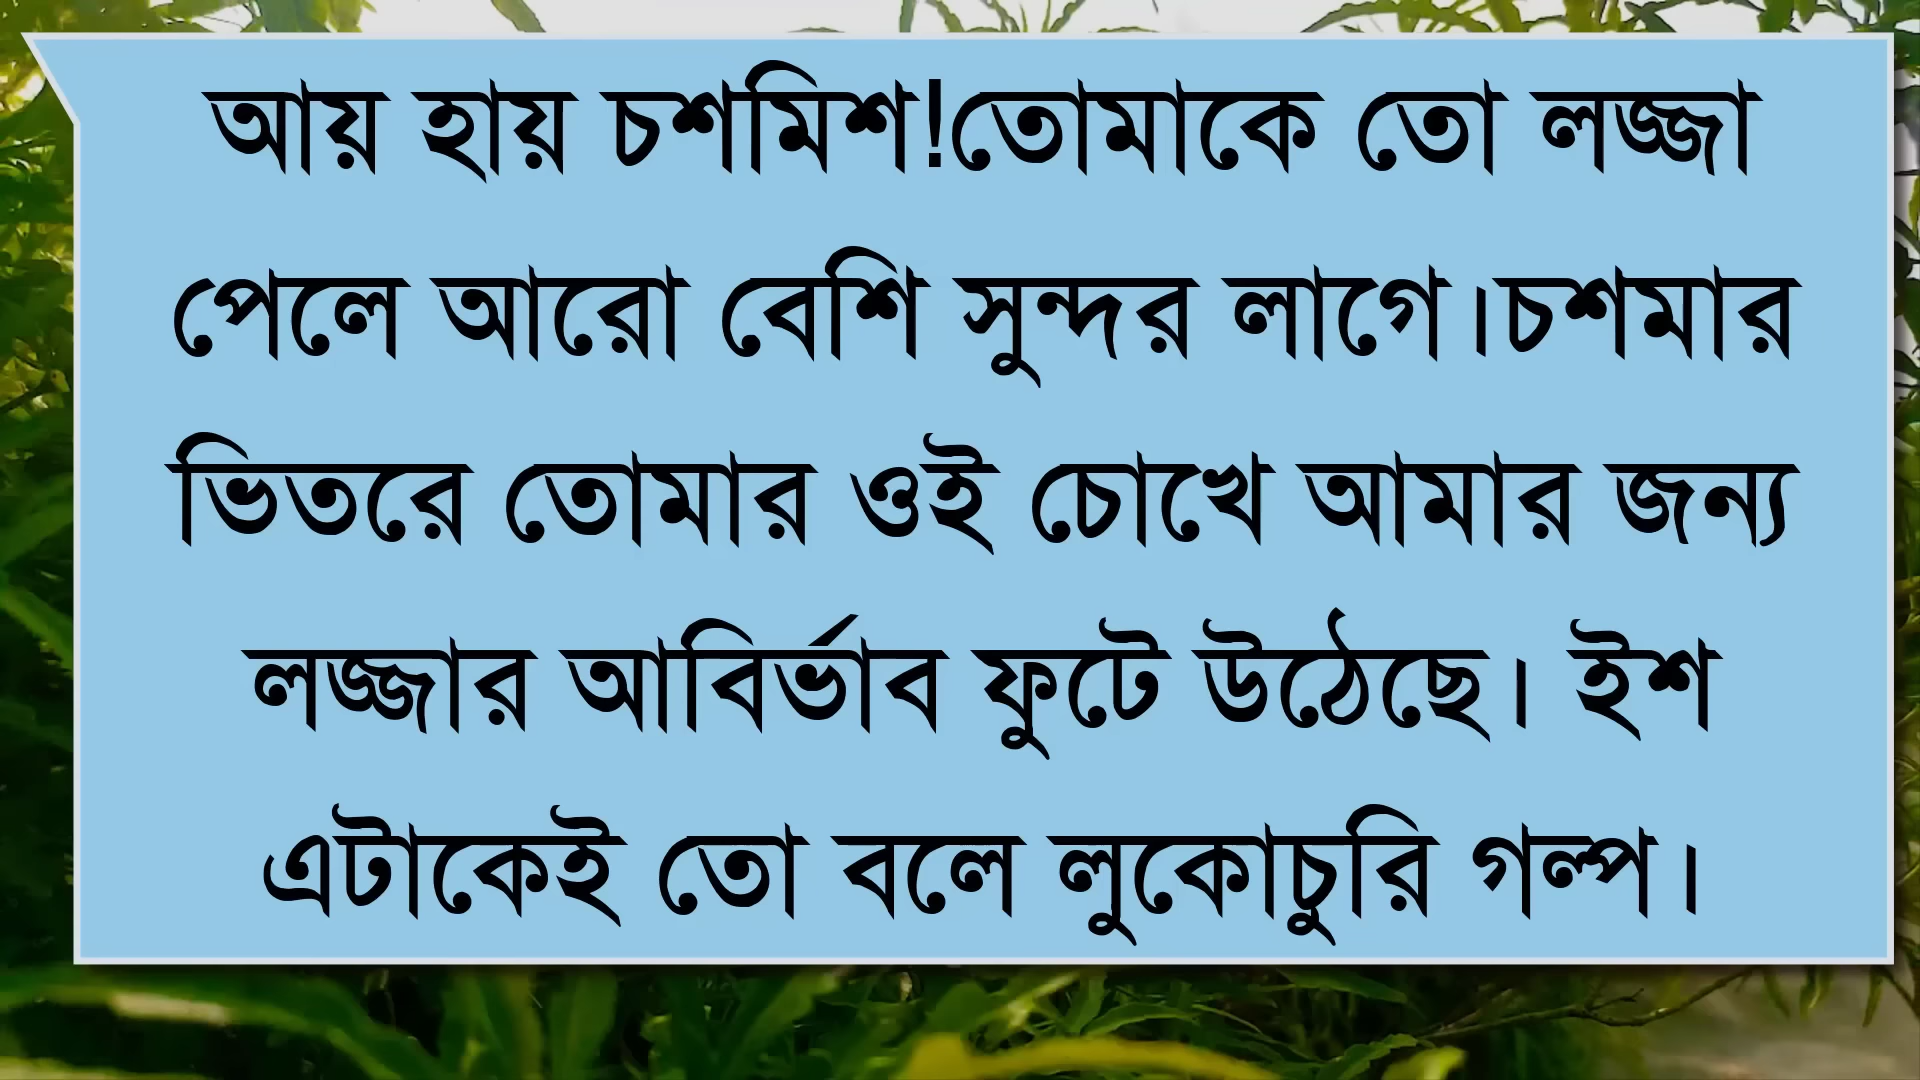 আয় হায় চশমিশ!তোমাকে তো লজ্জা
পেলে আরো বেশি সুন্দর লাগে।চশমার
ভিতরে তোমার ওই চোখে আমার জন্য
লজ্জার আবির্ভাব ফুটে উঠেছে। ইশ
এটাকেই তো বলে লুকোচুরি গল্প।